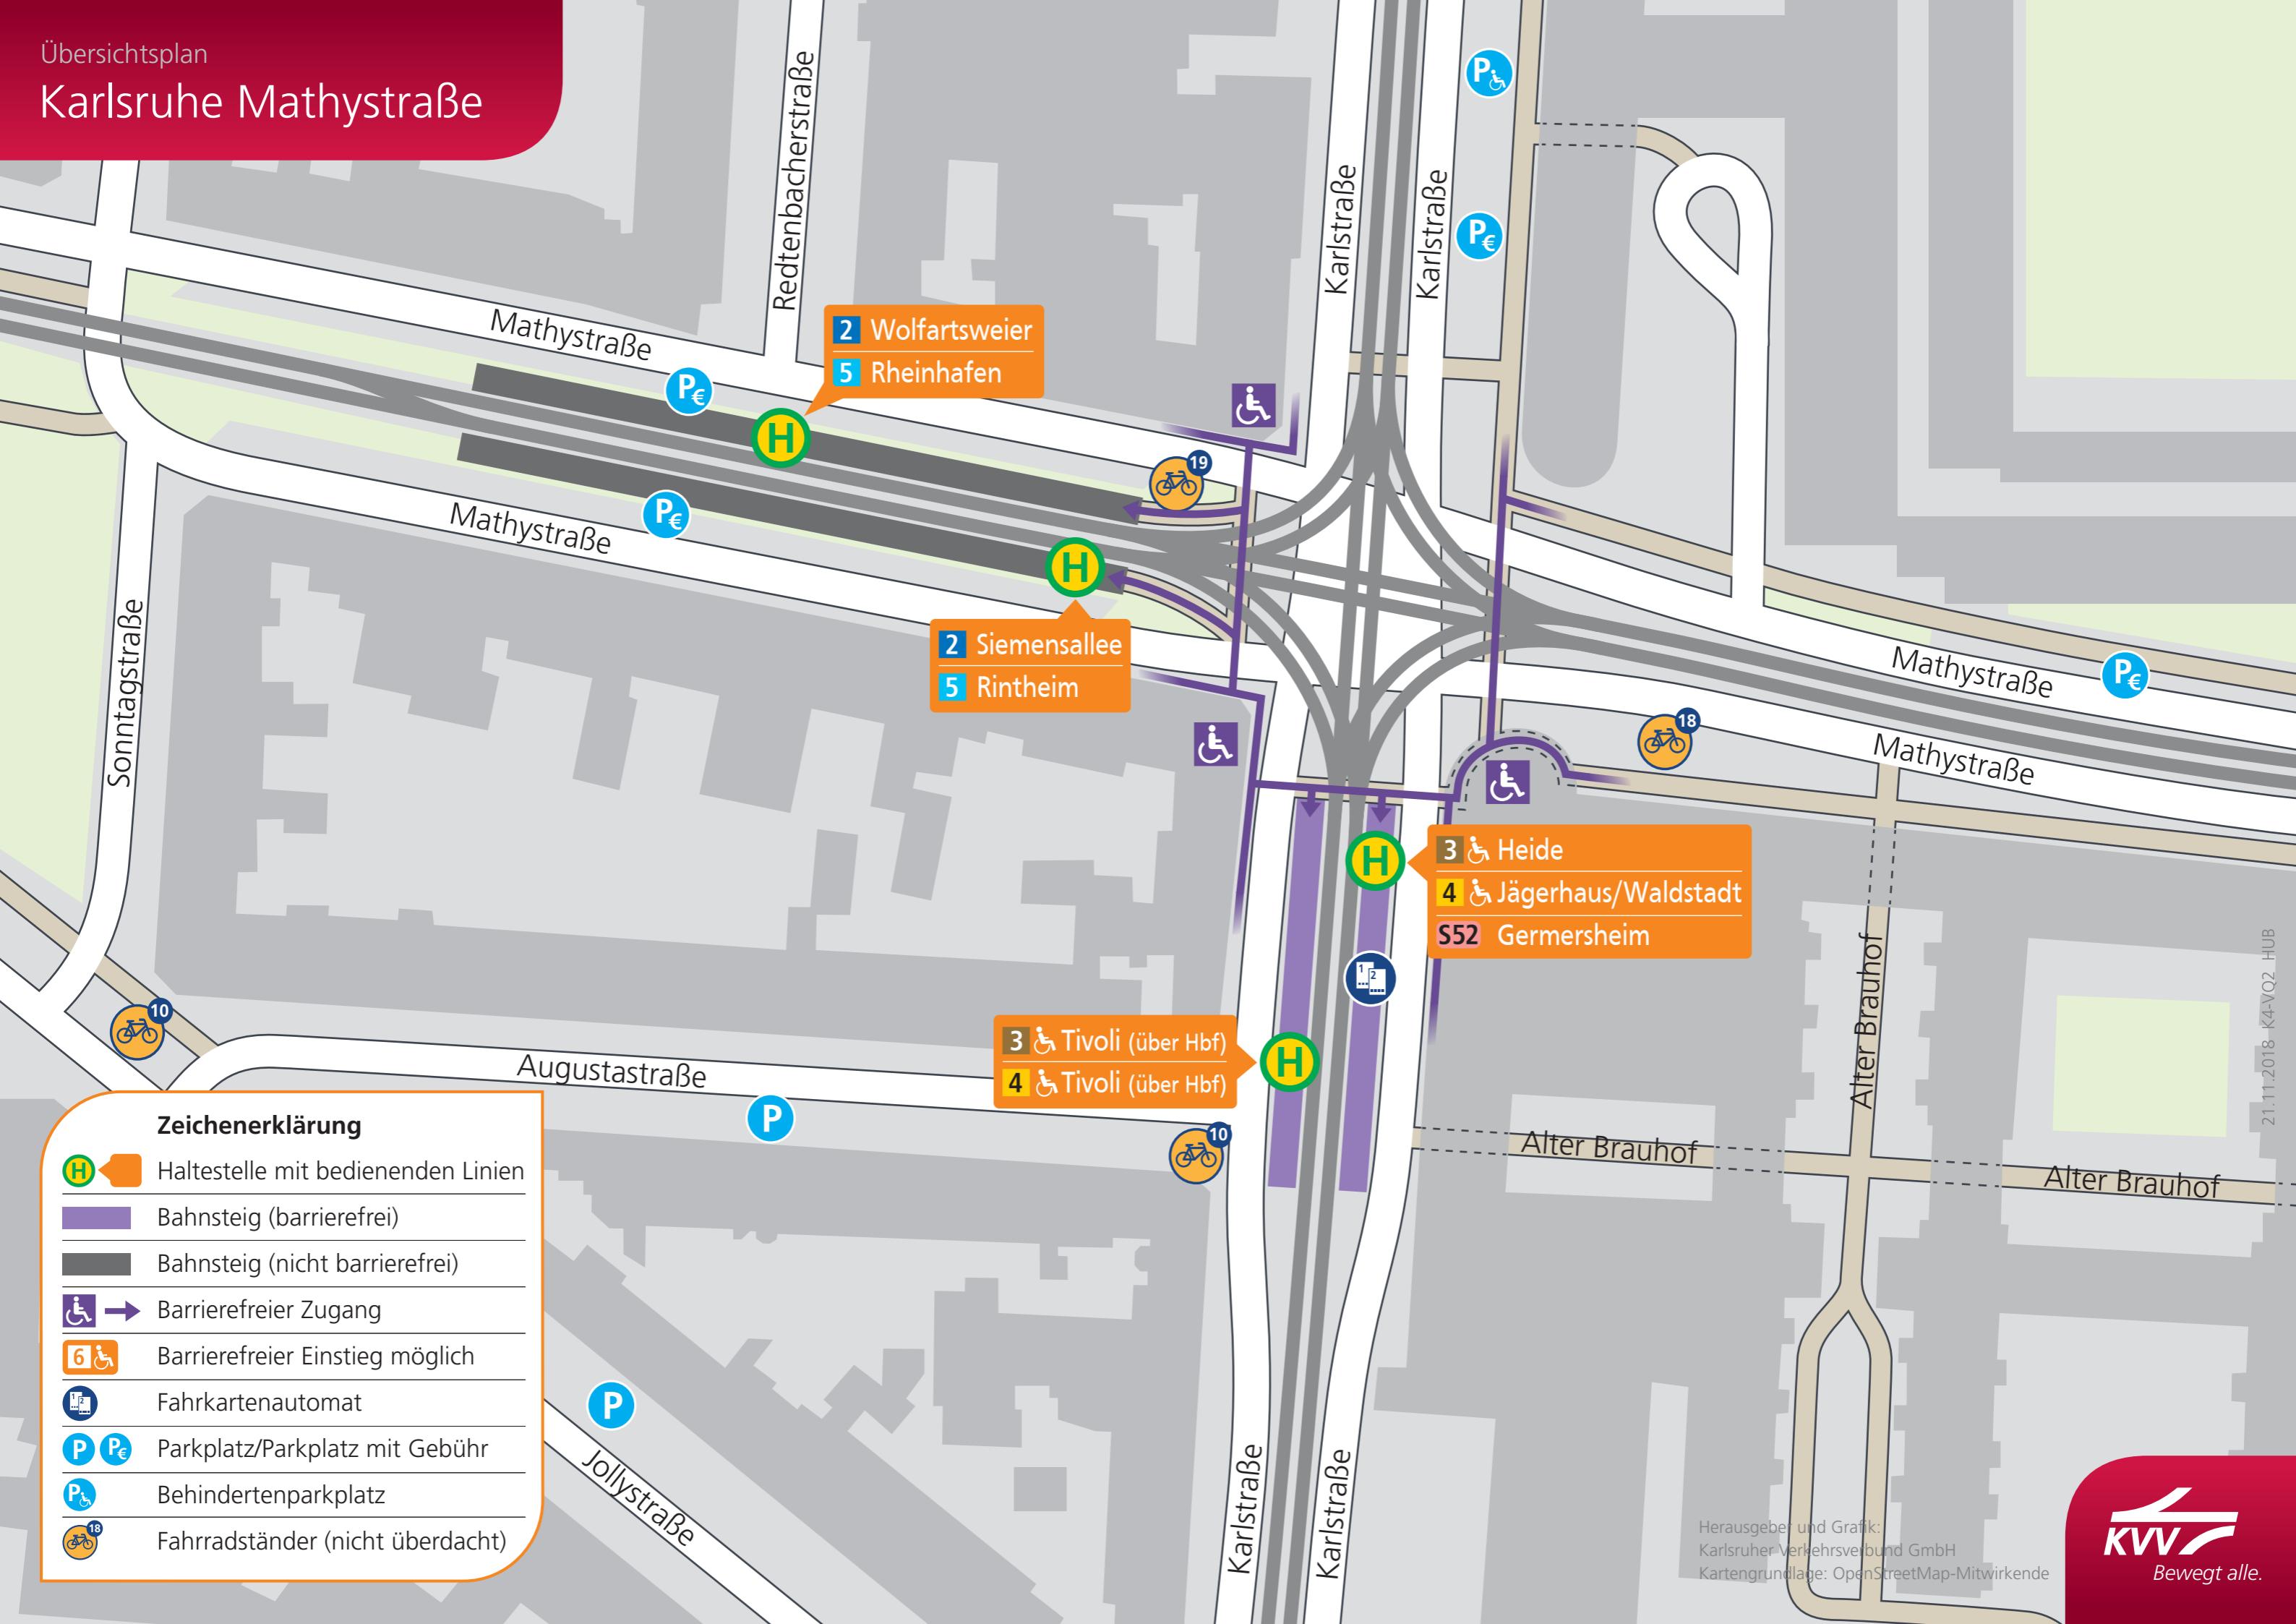 Übersichtsplan
Karlsruhe Mathystraße
Redtenbacherstraße
Karlstraße
Karlstraße
P
P€
Mathystraße
2 Wolfartsweier
5 Rheinhafen
P€
H
19
P€
Mathystraße
H
2 Siemensallee
5 Rintheim
Sonntagstraße
Mathystraße
P€
18
Mathystraße
H
3 Heide
4 Jägerhaus/Waldstadt
S52 Germersheim
1 2
Alter Brauhof
21.11.2018 K4-VQ2 HUB
10
3 Tivoli (über Hbf)
4 Tivoli (über Hbf)
H
Augustastraße
P
10
Alter Brauhof
Alter Brauhof
Zeichenerklärung
H Haltestelle mit bedienenden Linien
Bahnsteig (barrierefrei)
Bahnsteig (nicht barrierefrei)
Barrierefreier Zugang
6 Barrierefreier Einstieg möglich
1 2 Fahrkartenautomat
P P€ Parkplatz/Parkplatz mit Gebühr
P Behindertenparkplatz
18 Fahrradständer (nicht überdacht)
P
Jollystraße
Karlstraße
Karlstraße
Herausgeber und Grafik:
Karlsruher Verkehrsverbund GmbH
Kartengrundlage: OpenStreetMap-Mitwirkende
KVV
Bewegt alle.